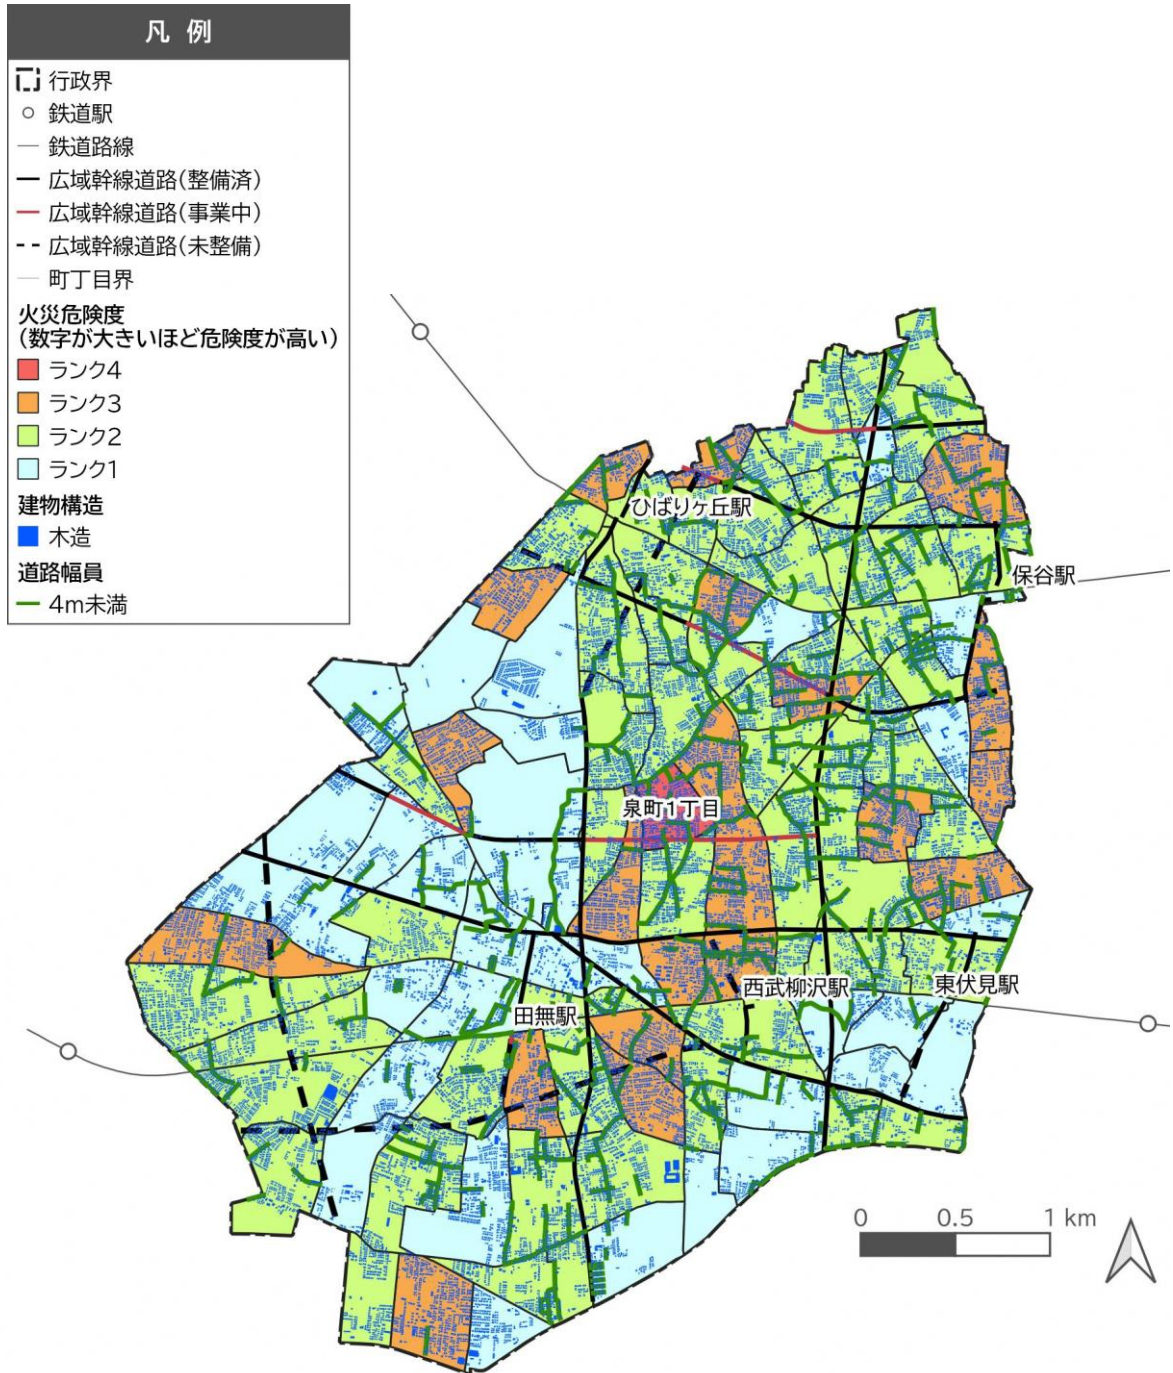 凡 例
行政界
鉄道駅
鉄道路線
広域幹線道路(整備済)
広域幹線道路(事業中)
広域幹線道路(未整備)
町丁目界
火災危険度
(数字が大きいほど危険度が高い)
ランク4
ランク3
ランク2
ランク1
建物構造
木造
道路幅員
4m未満
ひばりヶ丘駅
保谷駅
泉町1丁目
西武柳沢駅
東伏見駅
田無駅
0 0.5 1 km